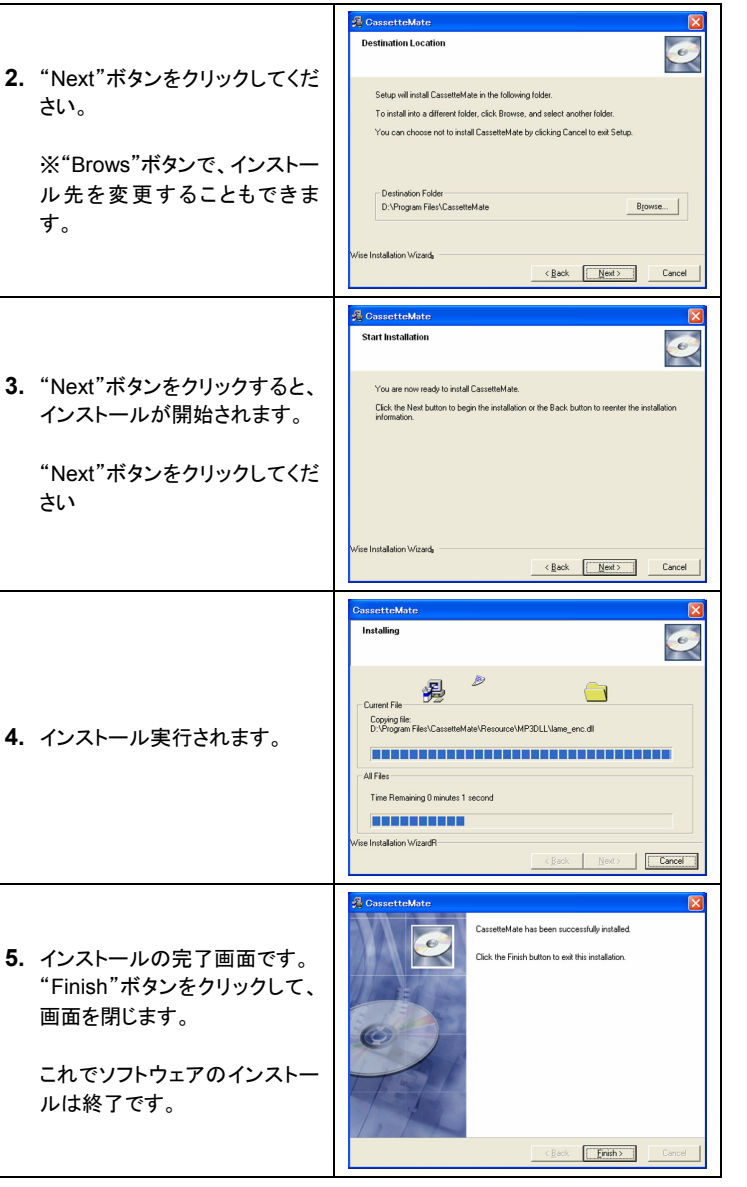 2. “Next”ボタンをクリックしてくだ
さい。
※“Brows”ボタンで、インストー
ル先を変更することもできま
す。
CassetteMate
Destination Location
Setup will install CassetteMate in the following folder.
To install into a different folder, click Browse, and select another folder.
You can choose not to install CassetteMate by clicking Cancel to exit Setup.
Destination Folder
D:\Program Files\CassetteMate
Browse...
Wise Installation Wizard
< Back Next > Cancel
3. “Next”ボタンをクリックすると、
インストールが開始されます。
“Next”ボタンをクリックしてくだ
さい
CassetteMate
Start Installation
You are now ready to install CassetteMate.
Click the Next button to begin the installation or the Back button to reenter the installation
information.
Wise Installation Wizard
< Back Next > Cancel
4. インストール実行されます。
CassetteMate
Installing
Current File
Copying file:
D:\Program Files\CassetteMate\Resource\MP3DLL\lame_enc.dll
All Files
Time Remaining 0 minutes 1 second
Wise Installation WizardR
< Back Next > Cancel
5. インストールの完了画面です。
“Finish”ボタンをクリックして、
画面を閉じます。
これでソフトウェアのインストー
ルは終了です。
CassetteMate
CassetteMate has been successfully installed.
Click the Finish button to exit this installation.
< Back Finish > Cancel